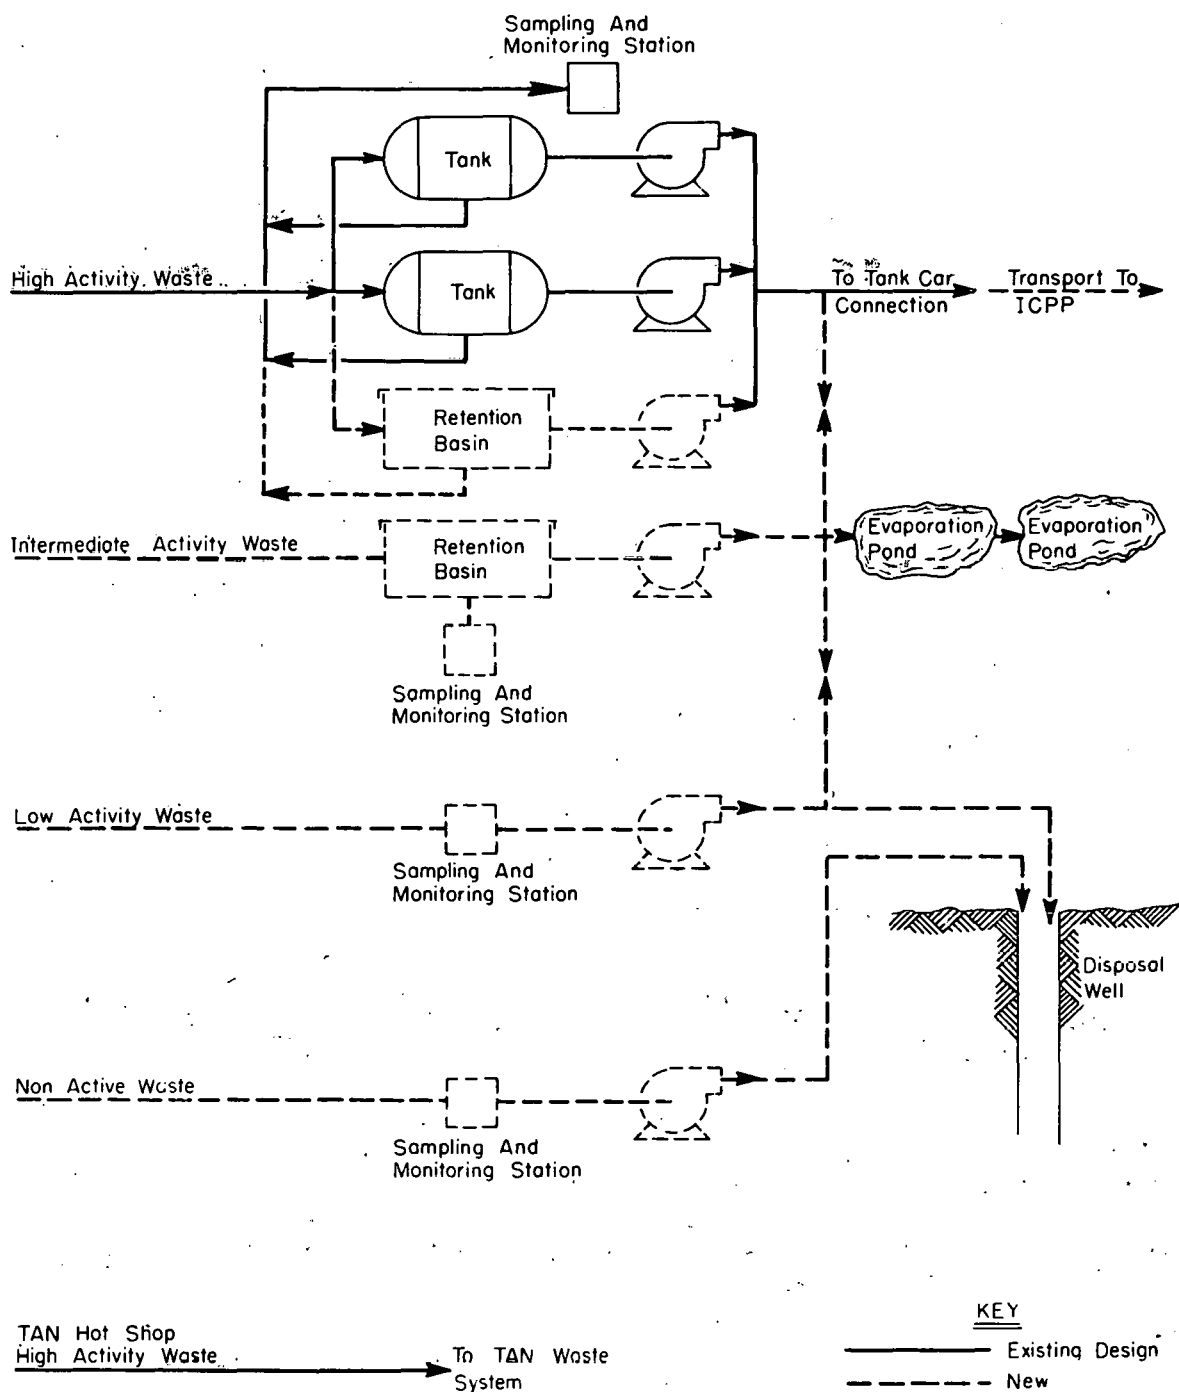 Sampling And
Monitoring Station
Tank
High Activity Waste
Tank
To Tank Car
Connection
Transport To
ICPP
Retention
Basin
Intermediate Activity Waste
Retention
Basin
Evaporation
Pond
Evaporation
Pond
Sampling And
Monitoring Station
Low Activity Waste
Sampling And
Monitoring Station
Disposal
Well
Non Active Waste
Sampling And
Monitoring Station
TAN Hot Shop
High Activity Waste
To TAN Waste
System
KEY
Existing Design
New